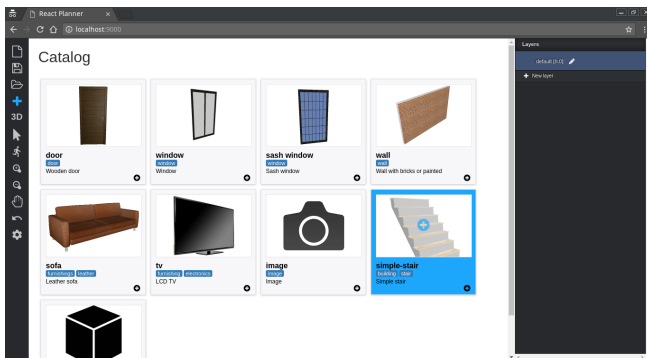 React Planner
localhost:9000
Layers
default [h:0]
New layer
Catalog
3D
door
door
Wooden door
window
window
Window
sash window
window
Sash window
wall
wall
Wall with bricks or painted
sofa
furnishings leather
Leather sofa
tv
furnishing electronics
LCD TV
image
image
Image
simple-stair
building stair
Simple stair